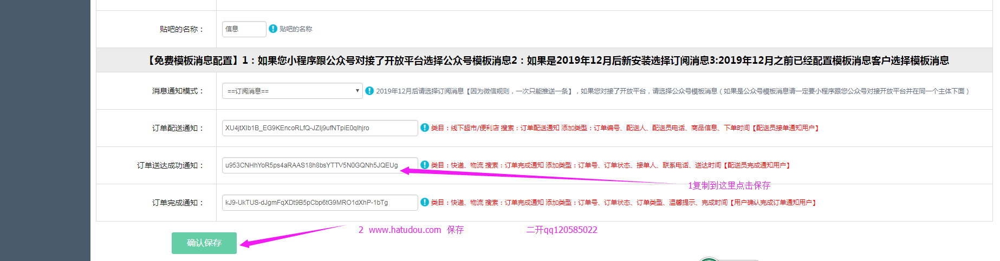 贴吧的名称：
信息
贴吧的名称
【免费模板消息配置】1：如果您小程序跟公众号对接了开放平台选择公众号模板消息2：如果是2019年12月后新安装选择订阅消息3:2019年12月之前已经配置模板消息客户选择模板消息
消息通知模式：
==订阅消息==
2019年12月后请选择订阅消息【因为微信规则，一次只能推送一条】，如果您对接了开放平台，请选择公众号模板消息（如果是公众号模板消息请一定要小程序跟您公众号对接开放平台并在同一个主体下面）
订单配送通知：
XU4jtXIb1B_EG9KEncoRLfQ-JZIj9ufNTpiE0qlhjro
类目：线下超市/便利店 搜索：订单配送通知 添加类型：订单编号、配送人、配送员电话、商品信息、下单时间【配送员接单通知用户】
订单送达成功通知：
u953CNHhYoR5ps4aRAAS18h8bsYTTV5N0GQNh5JQEUg
类目：快递、物流 搜索：订单完成通知 添加类型：订单号、订单状态、接单人、联系电话、送达时间【配送员完成通知用户】
1复制到这里点击保存
订单完成通知：
kJ9-UkTUS-dJgmFqXDt9B5pCbp6tG9MRO1dXhP-1bTg
类目：快递、物流 搜索：订单完成通知 添加类型：订单号、订单状态、订单类型、温馨提示、完成时间【用户确认完成订单通知用户】
2 www.hatudou.com 保存
二开qq120585022
确认保存